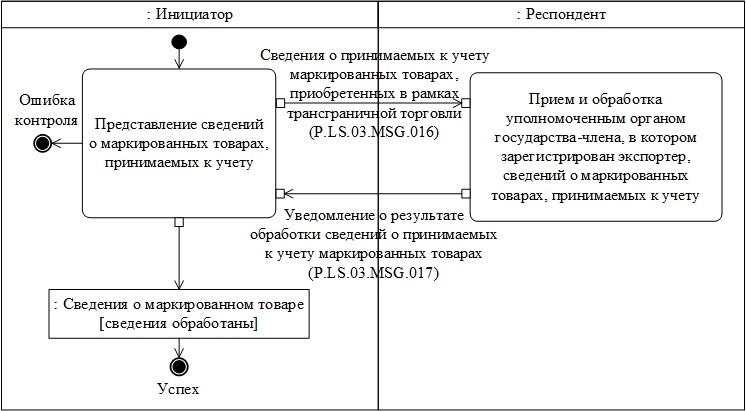 : Инициатор
: Респондент
Сведения о принимаемых к учету
маркированных товарах,
приобретенных в рамках
трансграничной торговли
(P.LS.03.MSG.016)
Ошибка
контроля
Представление сведений
о маркированных товарах,
принимаемых к учету
Прием и обработка
уполномоченным органом
государства-члена, в котором
зарегистрирован экспортер,
сведений о маркированных
товарах, принимаемых к учету
Уведомление о результате
обработки сведений о принимаемых
к учету маркированных товарах
(P.LS.03.MSG.017)
: Сведения о маркированном товаре
[сведения обработаны]
Успех